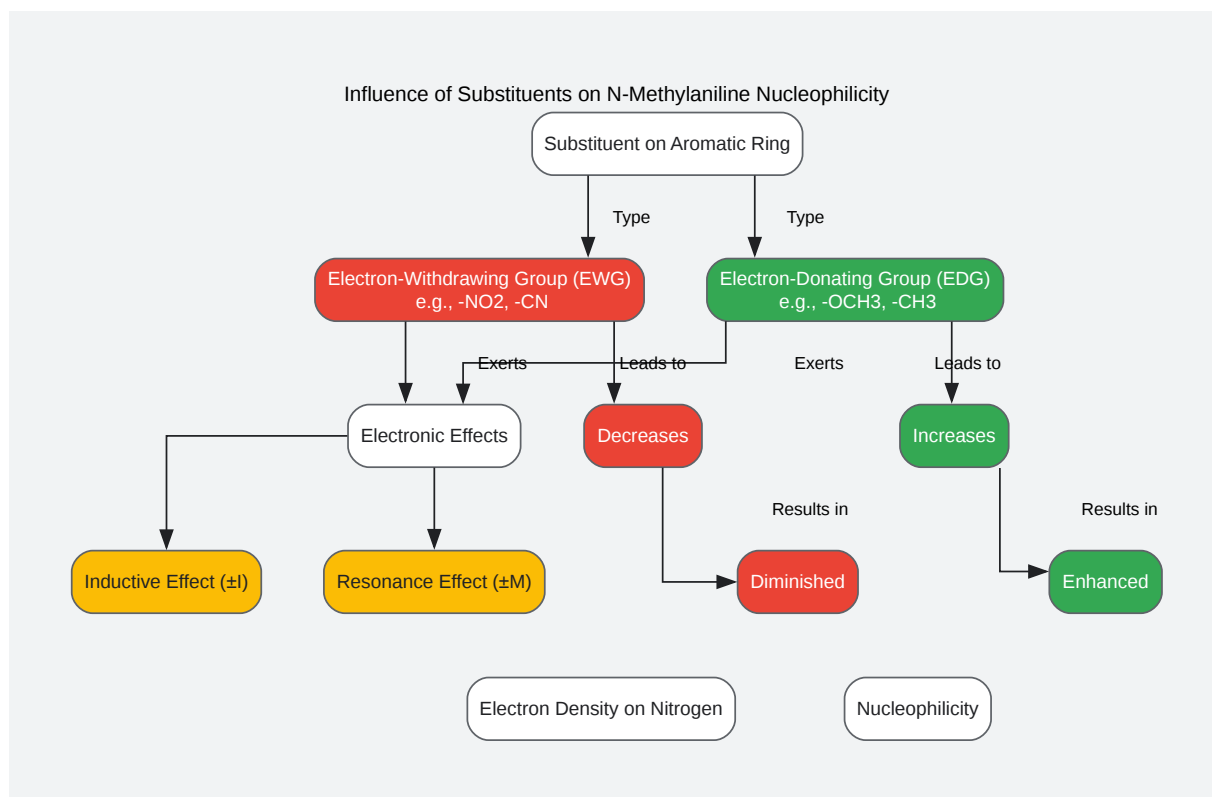 Influence of Substituents on N-Methylaniline Nucleophilicity
Substituent on Aromatic Ring
Type
Type
Electron-Withdrawing Group (EWG)
e.g., -NO2, -CN
Electron-Donating Group (EDG)
e.g., -OCH3, -CH3
Exerts
Leads to
Exerts
Leads to
Electronic Effects
Decreases
Increases
Results in
Results in
Inductive Effect (±I)
Resonance Effect (±M)
Diminished
Enhanced
Electron Density on Nitrogen
Nucleophilicity